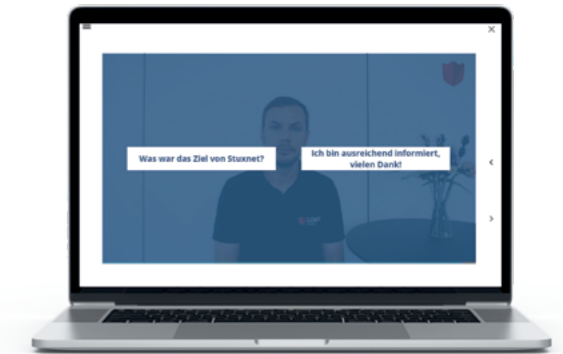 Was war das Ziel von Stuxnet?
Ich bin ausreichend informiert,
vielen Dank!